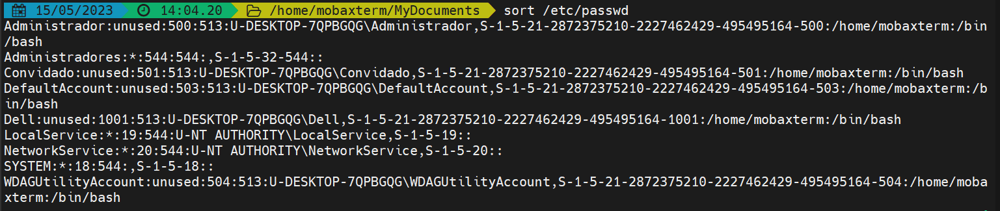 15/05/2023 14:04.20 /home/mobaxterm/MyDocuments sort /etc/passwd
Administrador:unused:500:513:U-DESKTOP-7QPBGQG\Administrador,S-1-5-21-2872375210-2227462429-495495164-500:/home/mobaxterm:/bin
/bash
Administradores:*:544:544:,S-1-5-32-544::
Convidado:unused:501:513:U-DESKTOP-7QPBGQG\Convidado,S-1-5-21-2872375210-2227462429-495495164-501:/home/mobaxterm:/bin/bash
DefaultAccount:unused:503:513:U-DESKTOP-7QPBGQG\DefaultAccount,S-1-5-21-2872375210-2227462429-495495164-503:/home/mobaxterm:/b
in/bash
Dell:unused:1001:513:U-DESKTOP-7QPBGQG\Dell,S-1-5-21-2872375210-2227462429-495495164-1001:/home/mobaxterm:/bin/bash
LocalService:*:19:544:U-NT AUTHORITY\LocalService,S-1-5-19::
NetworkService:*:20:544:U-NT AUTHORITY\NetworkService,S-1-5-20::
SYSTEM:*:18:544:,S-1-5-18::
WDAGUtilityAccount:unused:504:513:U-DESKTOP-7QPBGQG\WDAGUtilityAccount,S-1-5-21-2872375210-2227462429-495495164-504:/home/moba
xterm:/bin/bash